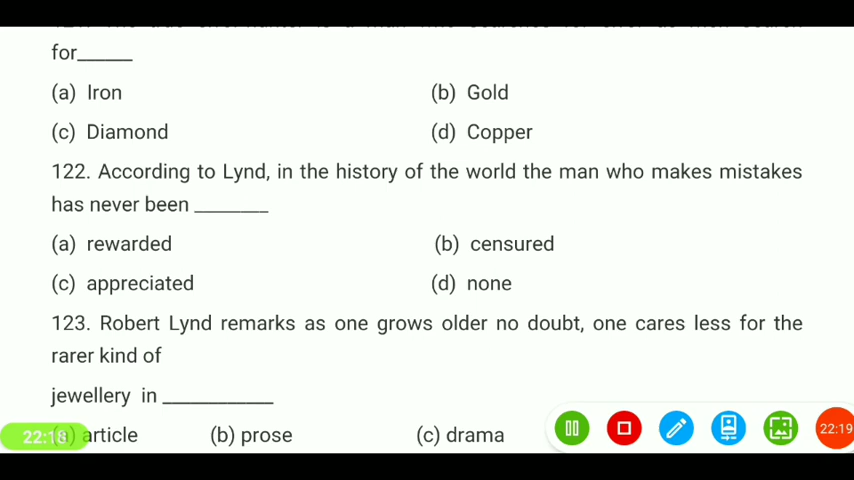 for______
(a) Iron (b) Gold
(c) Diamond (d) Copper
122. According to Lynd, in the history of the world the man who makes mistakes
has never been ________
(a) rewarded (b) censured
(c) appreciated (d) none
123. Robert Lynd remarks as one grows older no doubt, one cares less for the
rarer kind of
jewellery in ____________
22:18 article (b) prose (c) drama
22:19